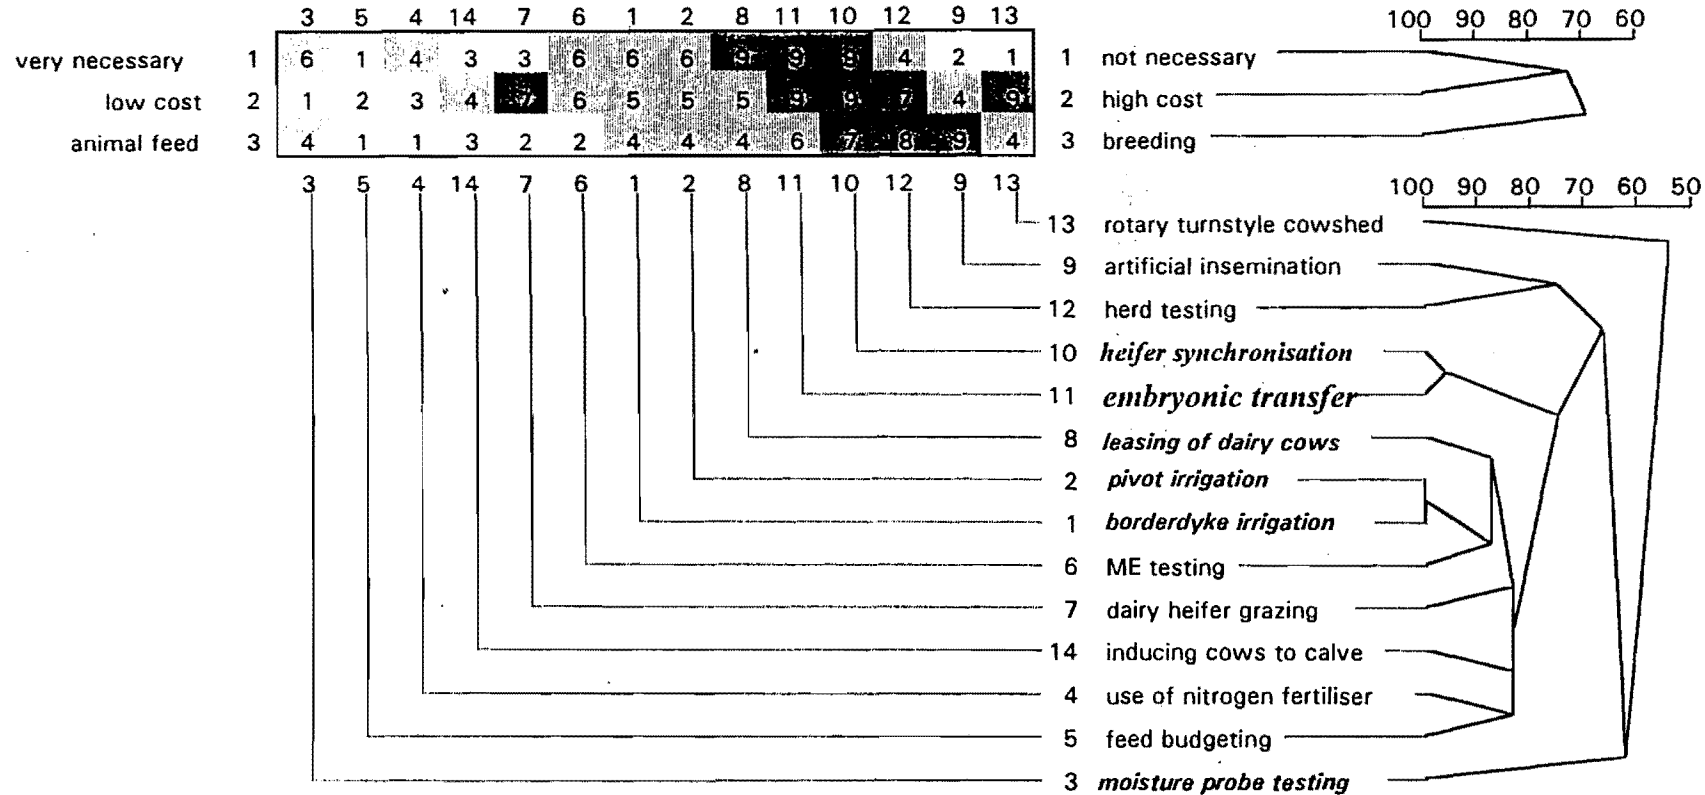 3 5 4 14 7 6 1 2 8 11 10 12 9 13 100 90 80 70 60
very necessary 1 6 1 4 3 3 6 6 6 9 9 9 4 2 1 1 not necessary
low cost 2 1 2 3 4 7 6 5 5 5 9 9 7 4 9 2 high cost
animal feed 3 4 1 1 3 2 2 4 4 4 6 7 8 9 4 3 breeding
3 5 4 14 7 6 1 2 8 11 10 12 9 13 100 90 80 70 60 50
13 rotary turnstyle cowshed
9 artificial insemination
12 herd testing
10 heifer synchronisation
11 embryonic transfer
8 leasing of dairy cows
2 pivot irrigation
1 borderdyke irrigation
6 ME testing
7 dairy heifer grazing
14 inducing cows to calve
4 use of nitrogen fertiliser
5 feed budgeting
3 moisture probe testing